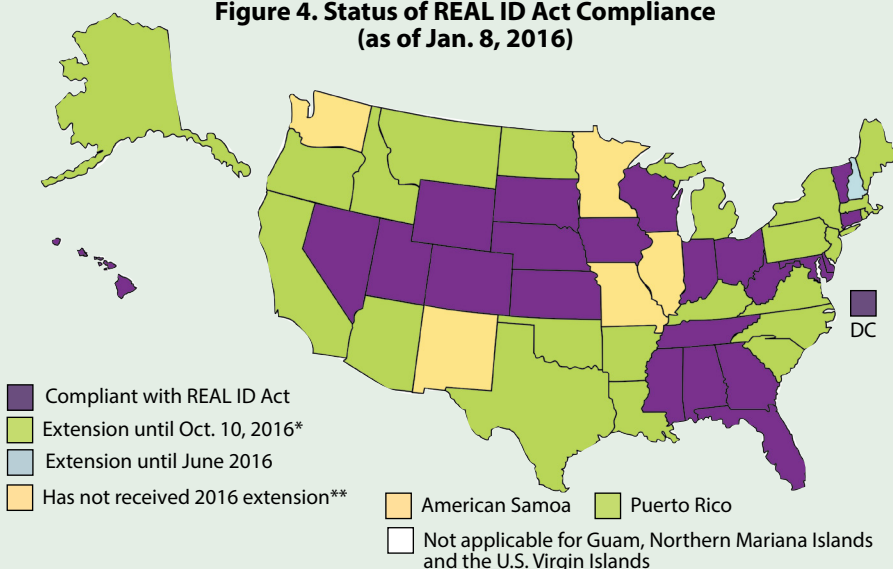 Figure 4. Status of REAL ID Act Compliance
(as of Jan. 8, 2016)
DC
Compliant with REAL ID Act
Extension until Oct. 10, 2016*
Extension until June 2016
Has not received 2016 extension**
American Samoa
Puerto Rico
Not applicable for Guam, Northern Mariana Islands
and the U.S. Virgin Islands